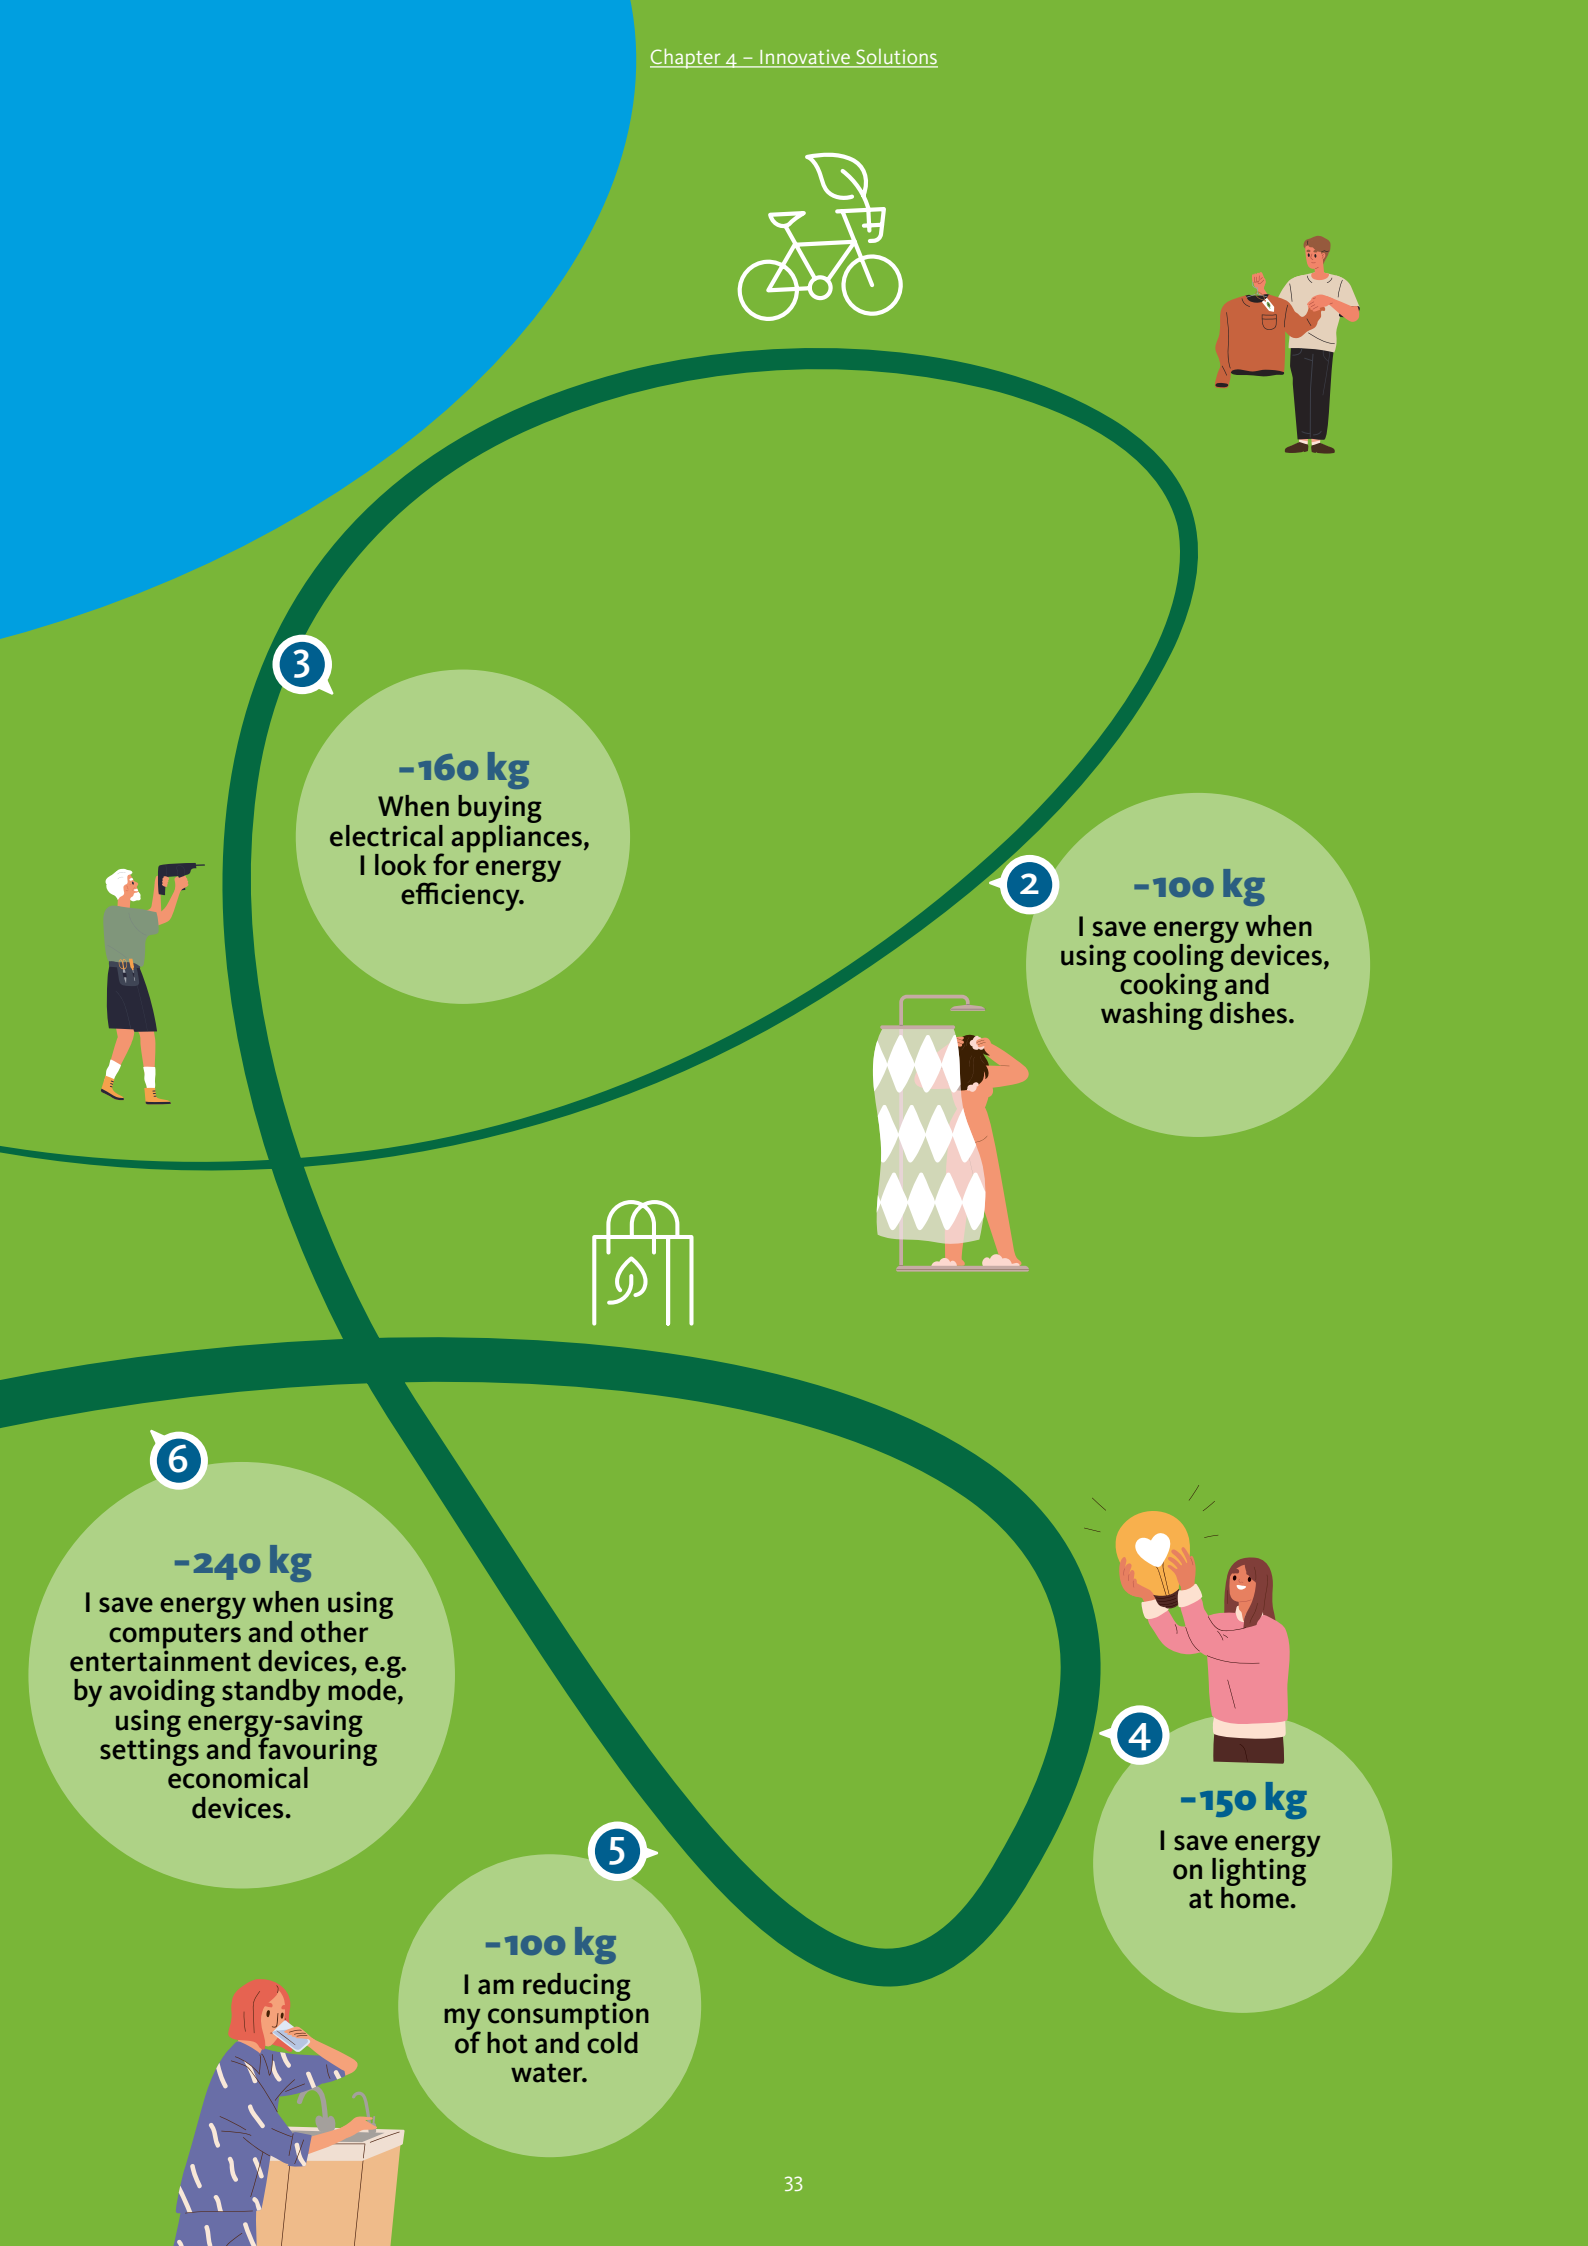 Chapter 4 – Innovative Solutions
3
–160 kg
When buying
electrical appliances,
I look for energy
efficiency.
2
–100 kg
I save energy when
using cooling devices,
cooking and
washing dishes.
6
–240 kg
I save energy when using
computers and other
entertainment devices, e.g.
by avoiding standby mode,
using energy-saving
settings and favouring
economical
devices.
4
–150 kg
I save energy
on lighting
at home.
5
–100 kg
I am reducing
my consumption
of hot and cold
water.
33